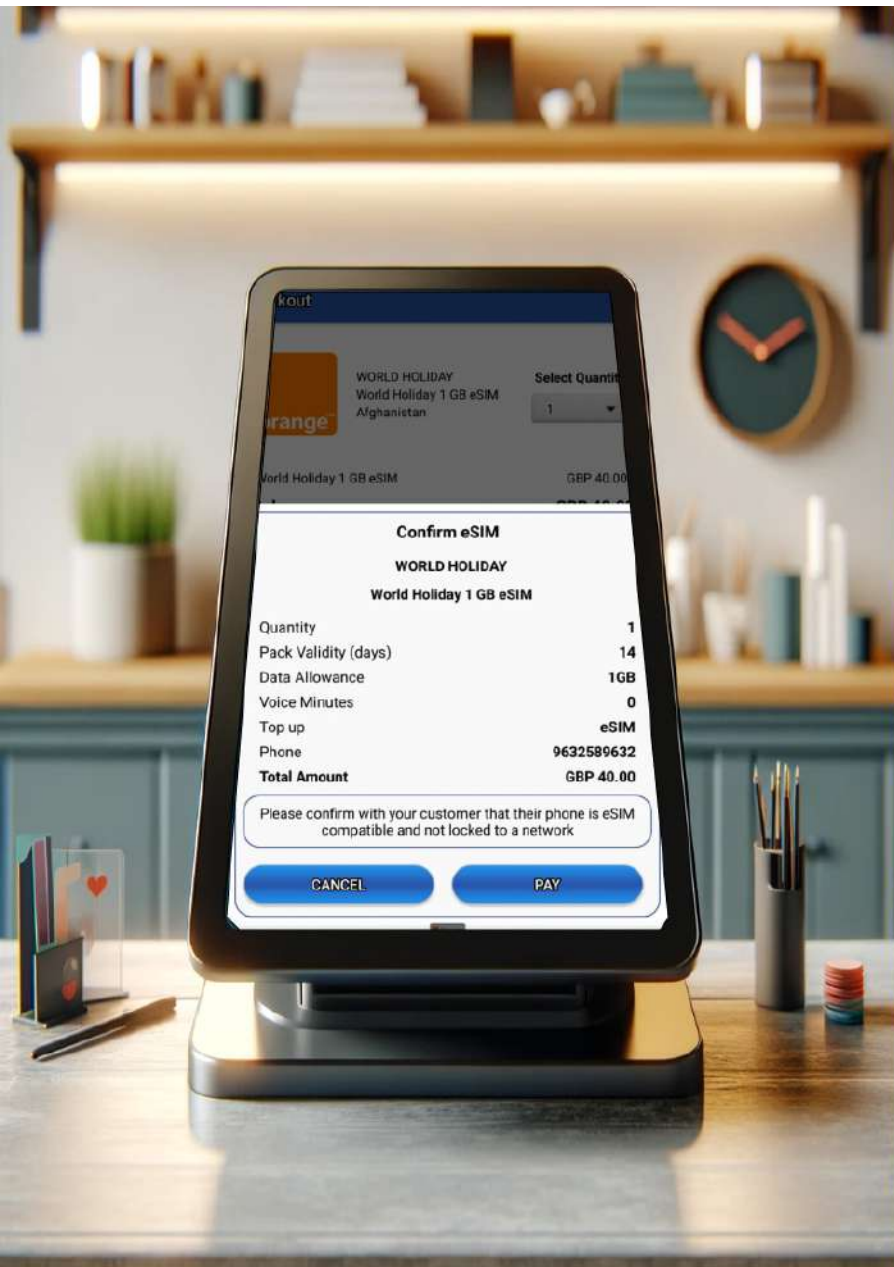 kout
WORLD HOLIDAY
World Holiday 1 GB eSIM
Afghanistan
Select Quantit
1
orange™
World Holiday 1 GB eSIM GBP 40.00
Confirm eSIM
WORLD HOLIDAY
World Holiday 1 GB eSIM
Quantity 1
Pack Validity (days) 14
Data Allowance 1GB
Voice Minutes 0
Top up eSIM
Phone 9632589632
Total Amount GBP 40.00
Please confirm with your customer that their phone is eSIM
compatible and not locked to a network
CANCEL PAY